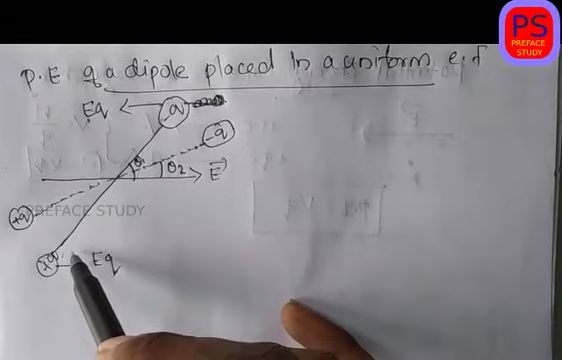 PS
PREFACE
STUDY
P.E of a dipole placed in a uniform e.f
Eq
-q
-q
θ1
θ2
E
+q
PREFACE STUDY
+q
Eq